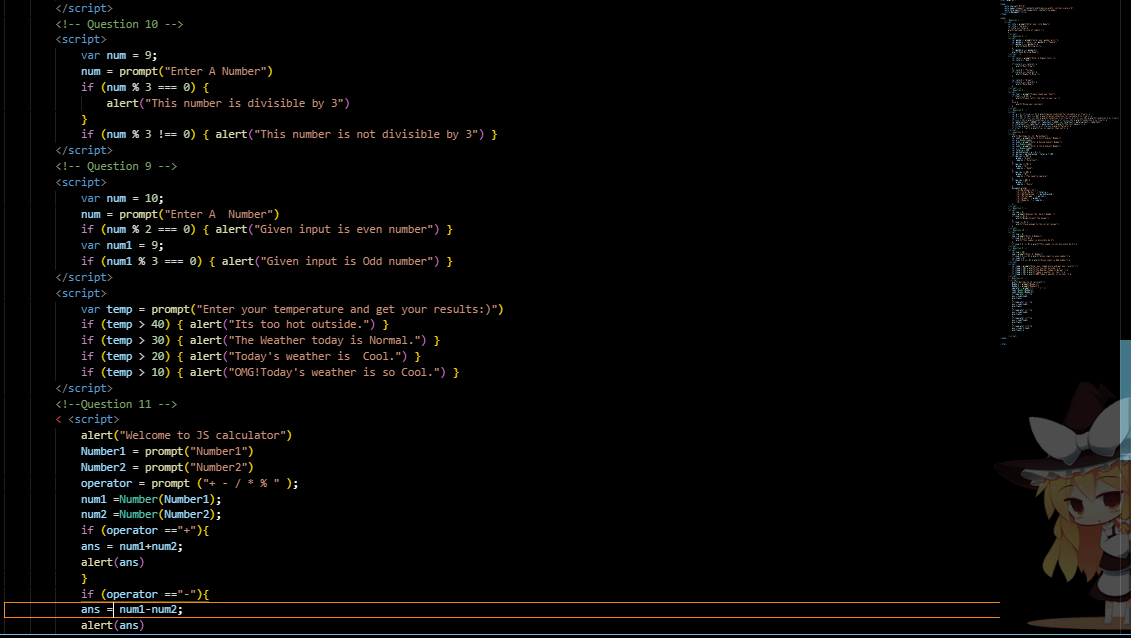 </script>
<!-- Question 10 -->
<script>
var num = 9;
num = prompt("Enter A Number")
if (num % 3 === 0) {
alert("This number is divisible by 3")
}
if (num % 3 !== 0) { alert("This number is not divisible by 3") }
</script>
<!-- Question 9 -->
<script>
var num = 10;
num = prompt("Enter A  Number")
if (num % 2 === 0) { alert("Given input is even number") }
var num1 = 9;
if (num1 % 3 === 0) { alert("Given input is Odd number") }
</script>
<script>
var temp = prompt("Enter your temperature and get your results:)")
if (temp > 40) { alert("Its too hot outside.") }
if (temp > 30) { alert("The Weather today is Normal.") }
if (temp > 20) { alert("Today's weather is  Cool.") }
if (temp > 10) { alert("OMG!Today's weather is so Cool.") }
</script>
<!--Question 11 -->
< <script>
alert("Welcome to JS calculator")
Number1 = prompt("Number1")
Number2 = prompt("Number2")
operator = prompt ("+ - / * % " );
num1 =Number(Number1);
num2 =Number(Number2);
if (operator =="+"){
ans = num1+num2;
alert(ans)
}
if (operator =="-"){
ans = num1-num2;
alert(ans)